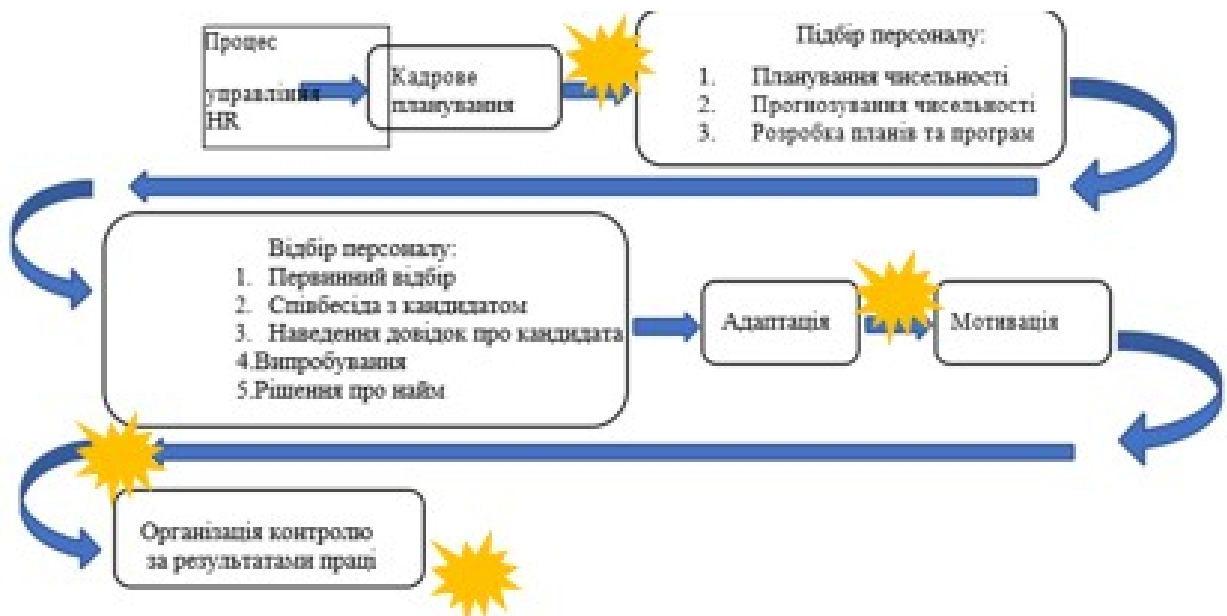 Процес
управління
HR
Кадрове
планування
Підбір персоналу:
1. Планування чисельності
2. Прогнозування чисельності
3. Розробка планів та програм
Відбір персоналу:
1. Первинний відбір
2. Співбесіда з кандидатом
3. Наведення довідок про кандидата
4.Випробування
5.Рішення про найм
Адаптація
Мотивація
Організація контролю
за результатами праці